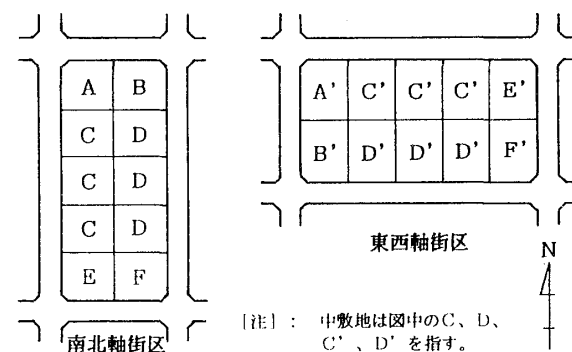 A B
C D
C D
C D
E F
南北軸街区
A' C' C' C' E'
B' D' D' D' F'
東西軸街区
N
[注]: 中敷地は図中のC、D、
C'、D'を指す。